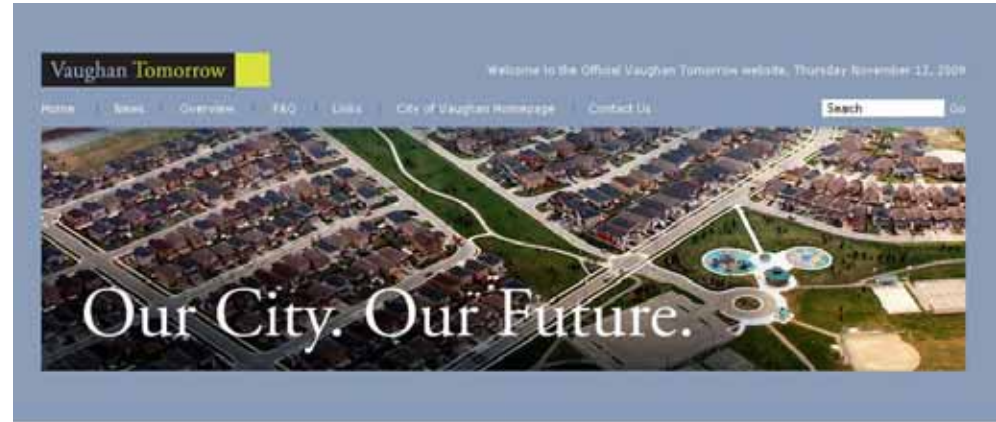 Vaughan Tomorrow
Welcome to the Official Vaughan Tomorrow website, Thursday November 12, 2009
Home | News | Overview | FAQ | Links | City of Vaughan Homepage | Contact Us
Search Go
Our City. Our Future.